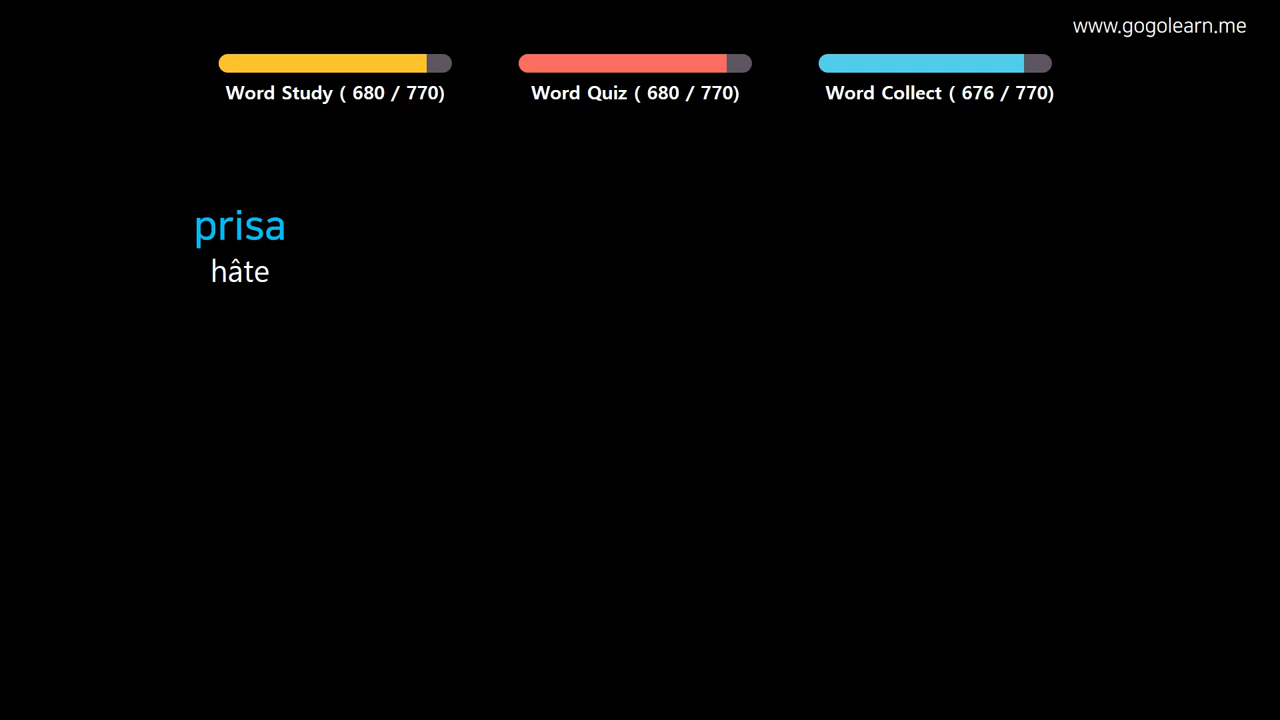 www.gogolearn.me
Word Study ( 680 / 770)
Word Quiz ( 680 / 770)
Word Collect ( 676 / 770)
prisa
hâte